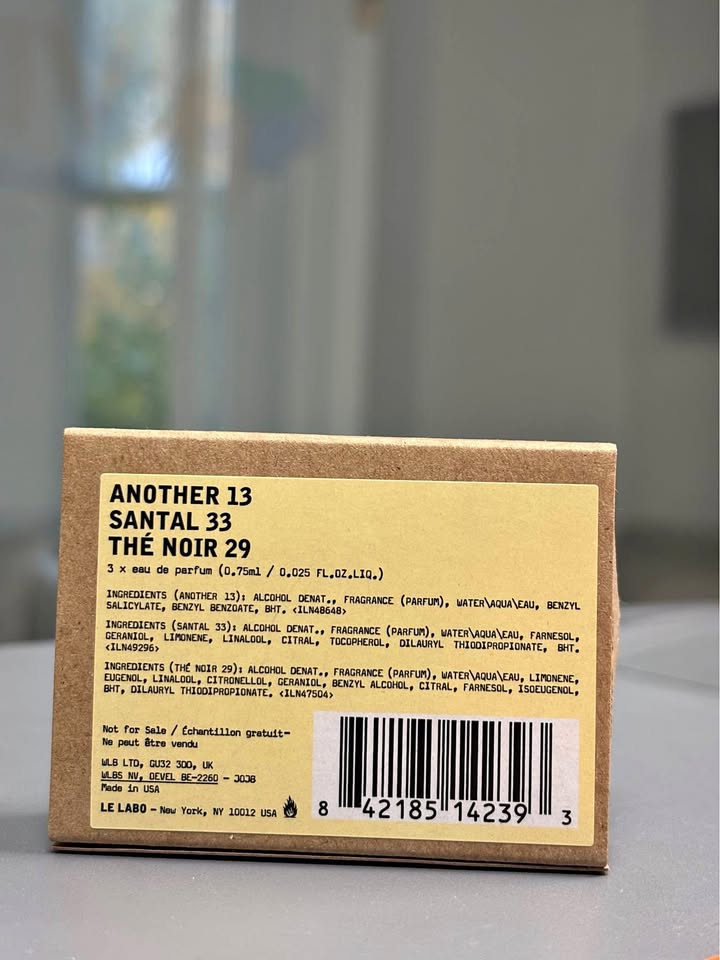 ANOTHER 13
SANTAL 33
THÉ NOIR 29
3 x eau de parfum (0.75ml / 0.025 FL.OZ.LIQ.)
INGREDIENTS (ANOTHER 13): ALCOHOL DENAT., FRAGRANCE (PARFUM), WATER\AQUA\EAU, BENZYL
SALICYLATE, BENZYL BENZOATE, BHT. <ILN48648>
INGREDIENTS (SANTAL 33): ALCOHOL DENAT., FRAGRANCE (PARFUM), WATER\AQUA\EAU, FARNESOL,
GERANIOL, LIMONENE, LINALOOL, CITRAL, TOCOPHEROL, DILAURYL THIODIPROPIONATE, BHT.
<ILN49296>
INGREDIENTS (THÉ NOIR 29): ALCOHOL DENAT., FRAGRANCE (PARFUM), WATER\AQUA\EAU, LIMONENE,
EUGENOL, LINALOOL, CITRONELLOL, GERANIOL, BENZYL ALCOHOL, CITRAL, FARNESOL, ISOEUGENOL,
BHT, DILAURYL THIODIPROPIONATE. <ILN47504>
Not for Sale / Échantillon gratuit-
Ne peut être vendu
WLB LTD, GU32 3DD, UK
WLBS NV, OEVEL BE-2260 - JOJB
Made in USA
LE LABO - New York, NY 10012 USA
8 42185 14239 3